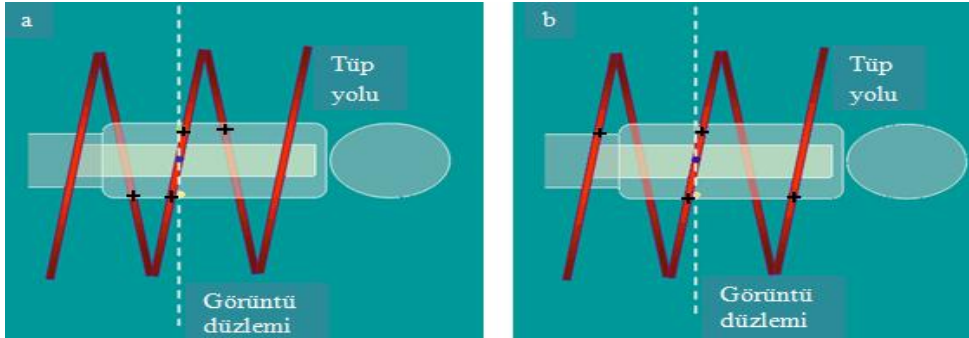 a
Tüp
yolu
Görüntü
düzlemi
b
Tüp
yolu
Görüntü
düzlemi